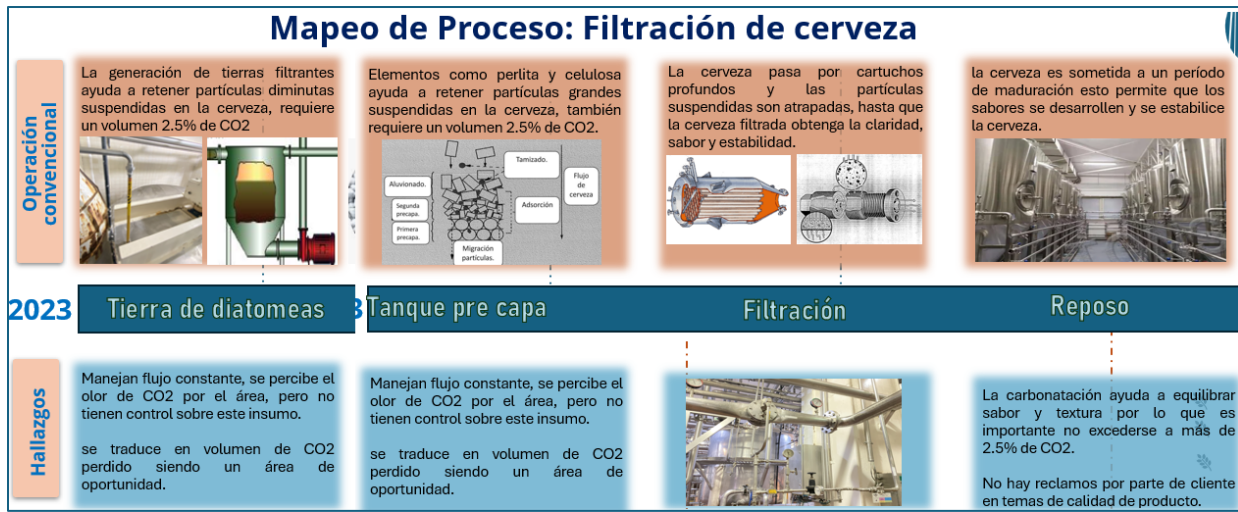 Mapeo de Proceso: Filtración de cerveza
Operación
convencional
La generación de tierras filtrantes
ayuda a retener partículas diminutas
suspendidas en la cerveza, requiere
un volumen 2.5% de CO2
Elementos como perlita y celulosa
ayuda a retener partículas grandes
suspendidas en la cerveza, también
requiere un volumen 2.5% de CO2.
Tamizado.
Aluvionado.
Flujo
de
cerveza
Segunda
precapa.
Adsorción
Primera
precapa.
Migración
partículas.
La cerveza pasa por cartuchos
profundos y las partículas
suspendidas son atrapadas, hasta que
la cerveza filtrada obtenga la claridad,
sabor y estabilidad.
la cerveza es sometida a un período
de maduración esto permite que los
sabores se desarrollen y se estabilice
la cerveza.
2023
Tierra de diatomeas
3
Tanque pre capa
Filtración
Reposo
Hallazgos
Manejan flujo constante, se percibe el
olor de CO2 por el área, pero no
tienen control sobre este insumo.
se traduce en volumen de CO2
perdido siendo un área de
oportunidad.
Manejan flujo constante, se percibe el
olor de CO2 por el área, pero no
tienen control sobre este insumo.
se traduce en volumen de CO2
perdido siendo un área de
oportunidad.
La carbonatación ayuda a equilibrar
sabor y textura por lo que es
importante no excederse a más de
2.5% de CO2.
No hay reclamos por parte de cliente
en temas de calidad de producto.